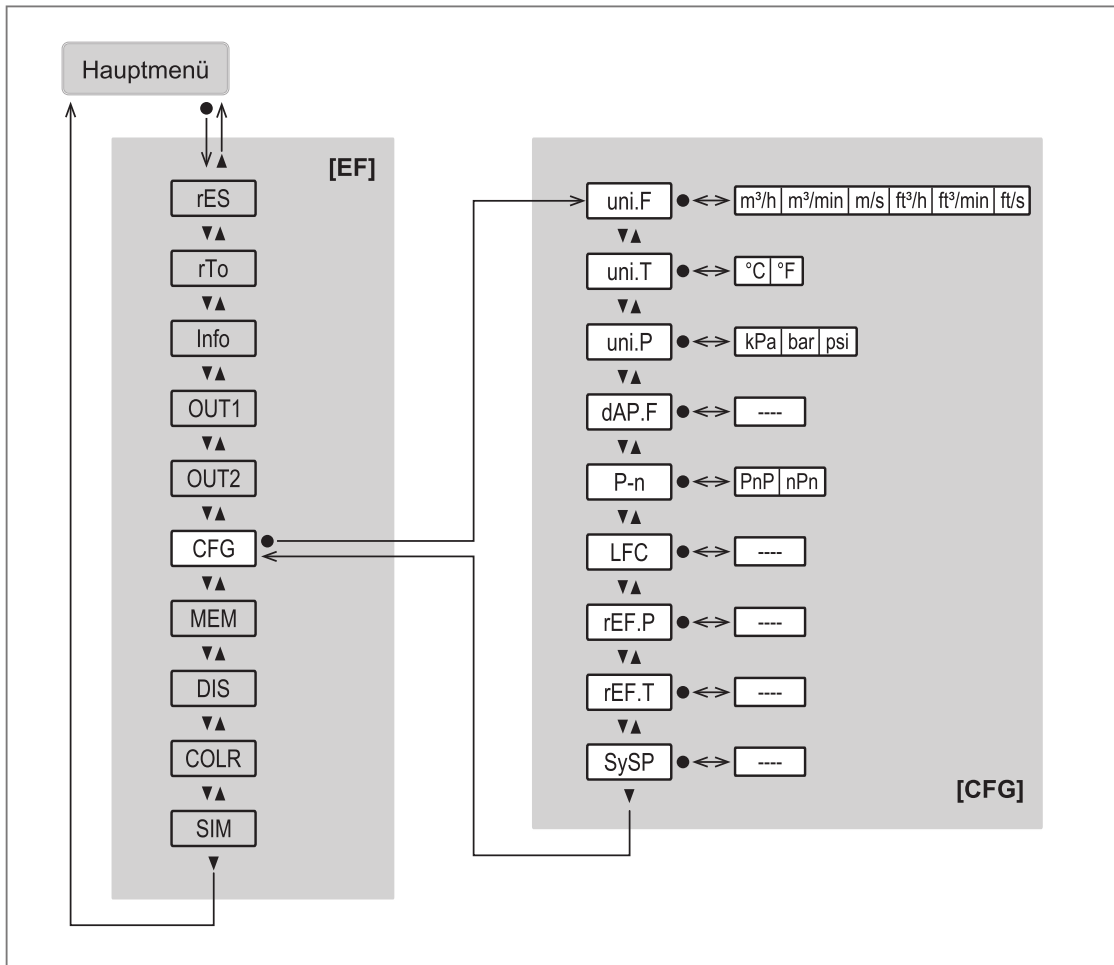 Hauptmenü
[EF]
rES
rTo
Info
OUT1
OUT2
CFG
MEM
DIS
COLR
SIM
uni.F m³/h m³/min m/s ft³/h ft³/min ft/s
uni.T °C °F
uni.P kPa bar psi
dAP.F ----
P-n PnP nPn
LFC ----
rEF.P ----
rEF.T ----
SySP ----
[CFG]